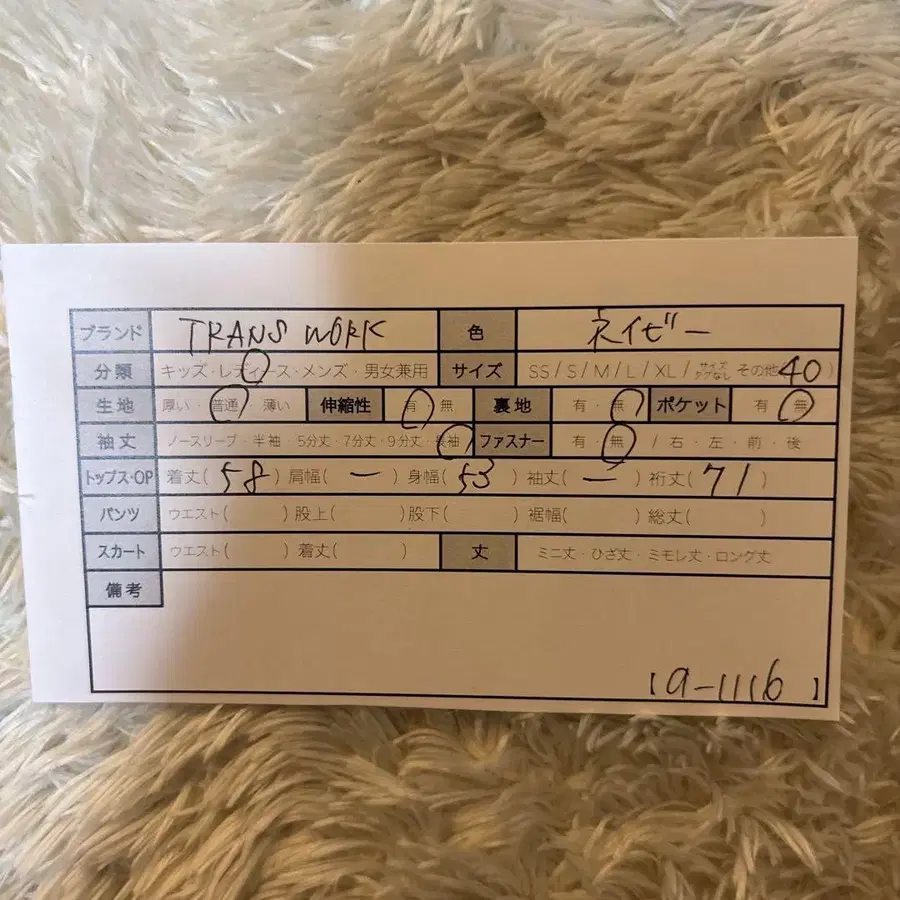 ブランド TRANS WORK 色 ネイビー
分類 キッズ・レディース・メンズ・男女兼用 サイズ SS / S / M / L / XL / サイズタグなし その他(40)
生地 厚い・普通・薄い 伸縮性 有・無 裏地 有・無 ポケット 有・無
袖丈 ノースリーブ・半袖・5分丈・7分丈・9分丈・長袖 ファスナー 有・無 / 右・左・前・後
トップス・OP 着丈( 58 ) 肩幅( ー ) 身幅( 53 ) 袖丈( ー ) 裄丈( 71 )
パンツ ウエスト( ) 股上( ) 股下( ) 裾幅( ) 総丈( )
スカート ウエスト( ) 着丈( ) 丈 ミニ丈・ひざ丈・ミモレ丈・ロング丈
備考
【a-1116】